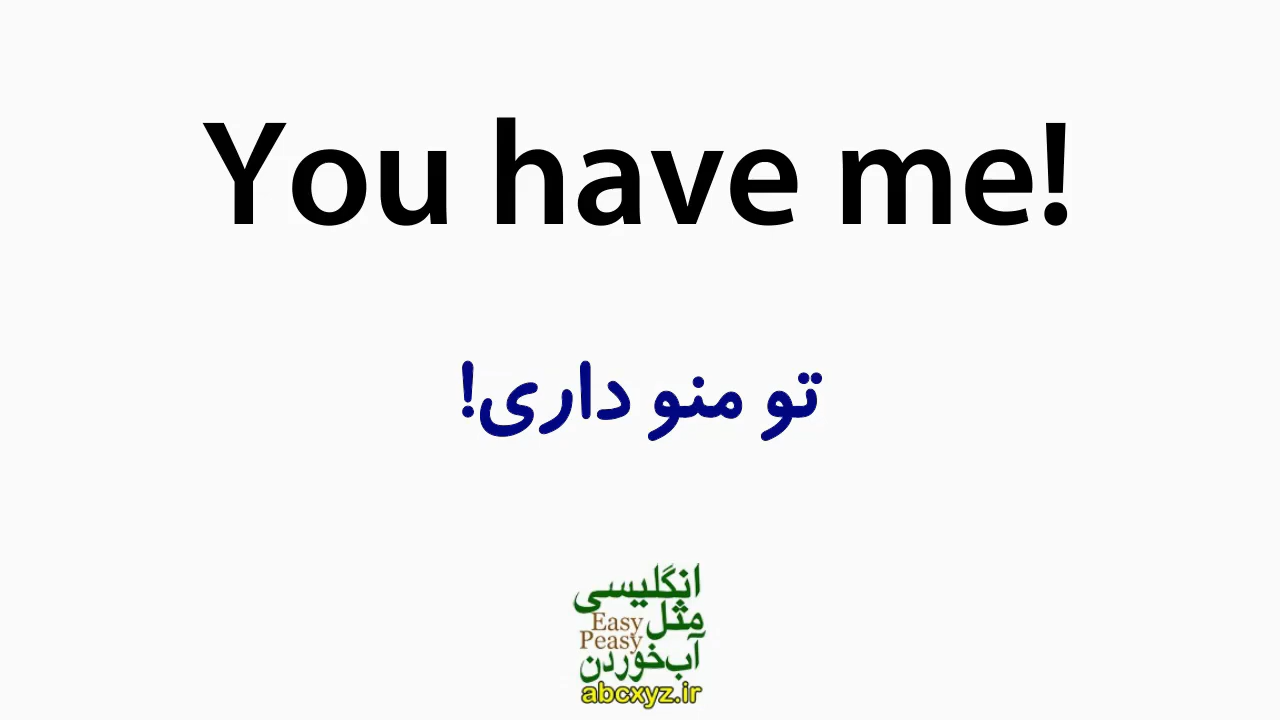 You have me!
تو منو داری!
انگلیسی
مثل
Easy
Peasy
آب‌خوردن
abcxyz.ir